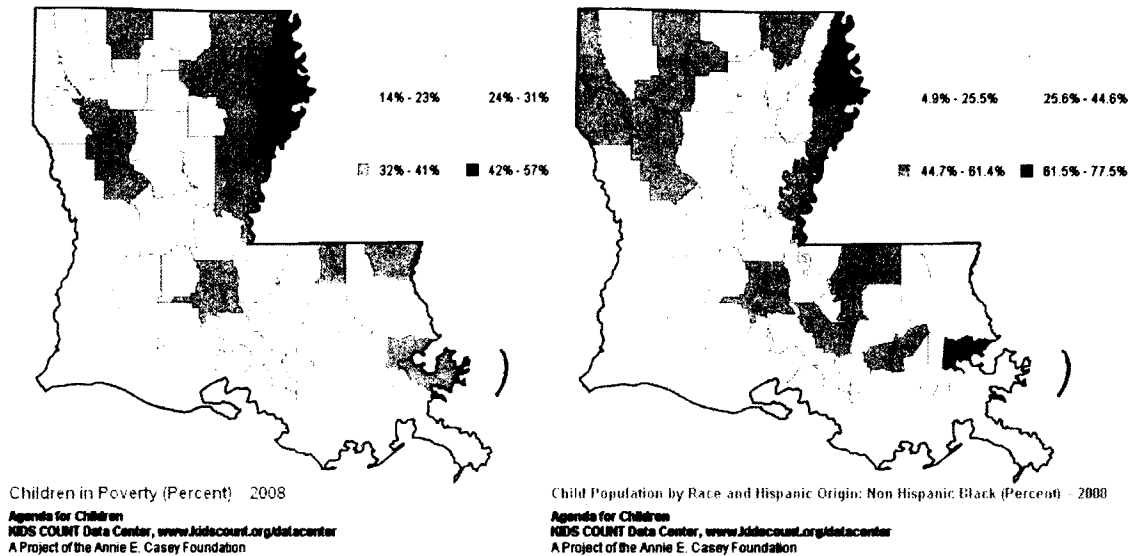 14% - 23% 24% - 31%
32% - 41% 42% - 57%
Children in Poverty (Percent) 2008
Agenda for Children
KIDS COUNT Data Center, www.kidscount.org/datacenter
A Project of the Annie E. Casey Foundation
4.9% - 25.5% 25.6% - 44.6%
44.7% - 61.4% 61.5% - 77.5%
Child Population by Race and Hispanic Origin: Non Hispanic Black (Percent) - 2008
Agenda for Children
KIDS COUNT Data Center, www.kidscount.org/datacenter
A Project of the Annie E. Casey Foundation